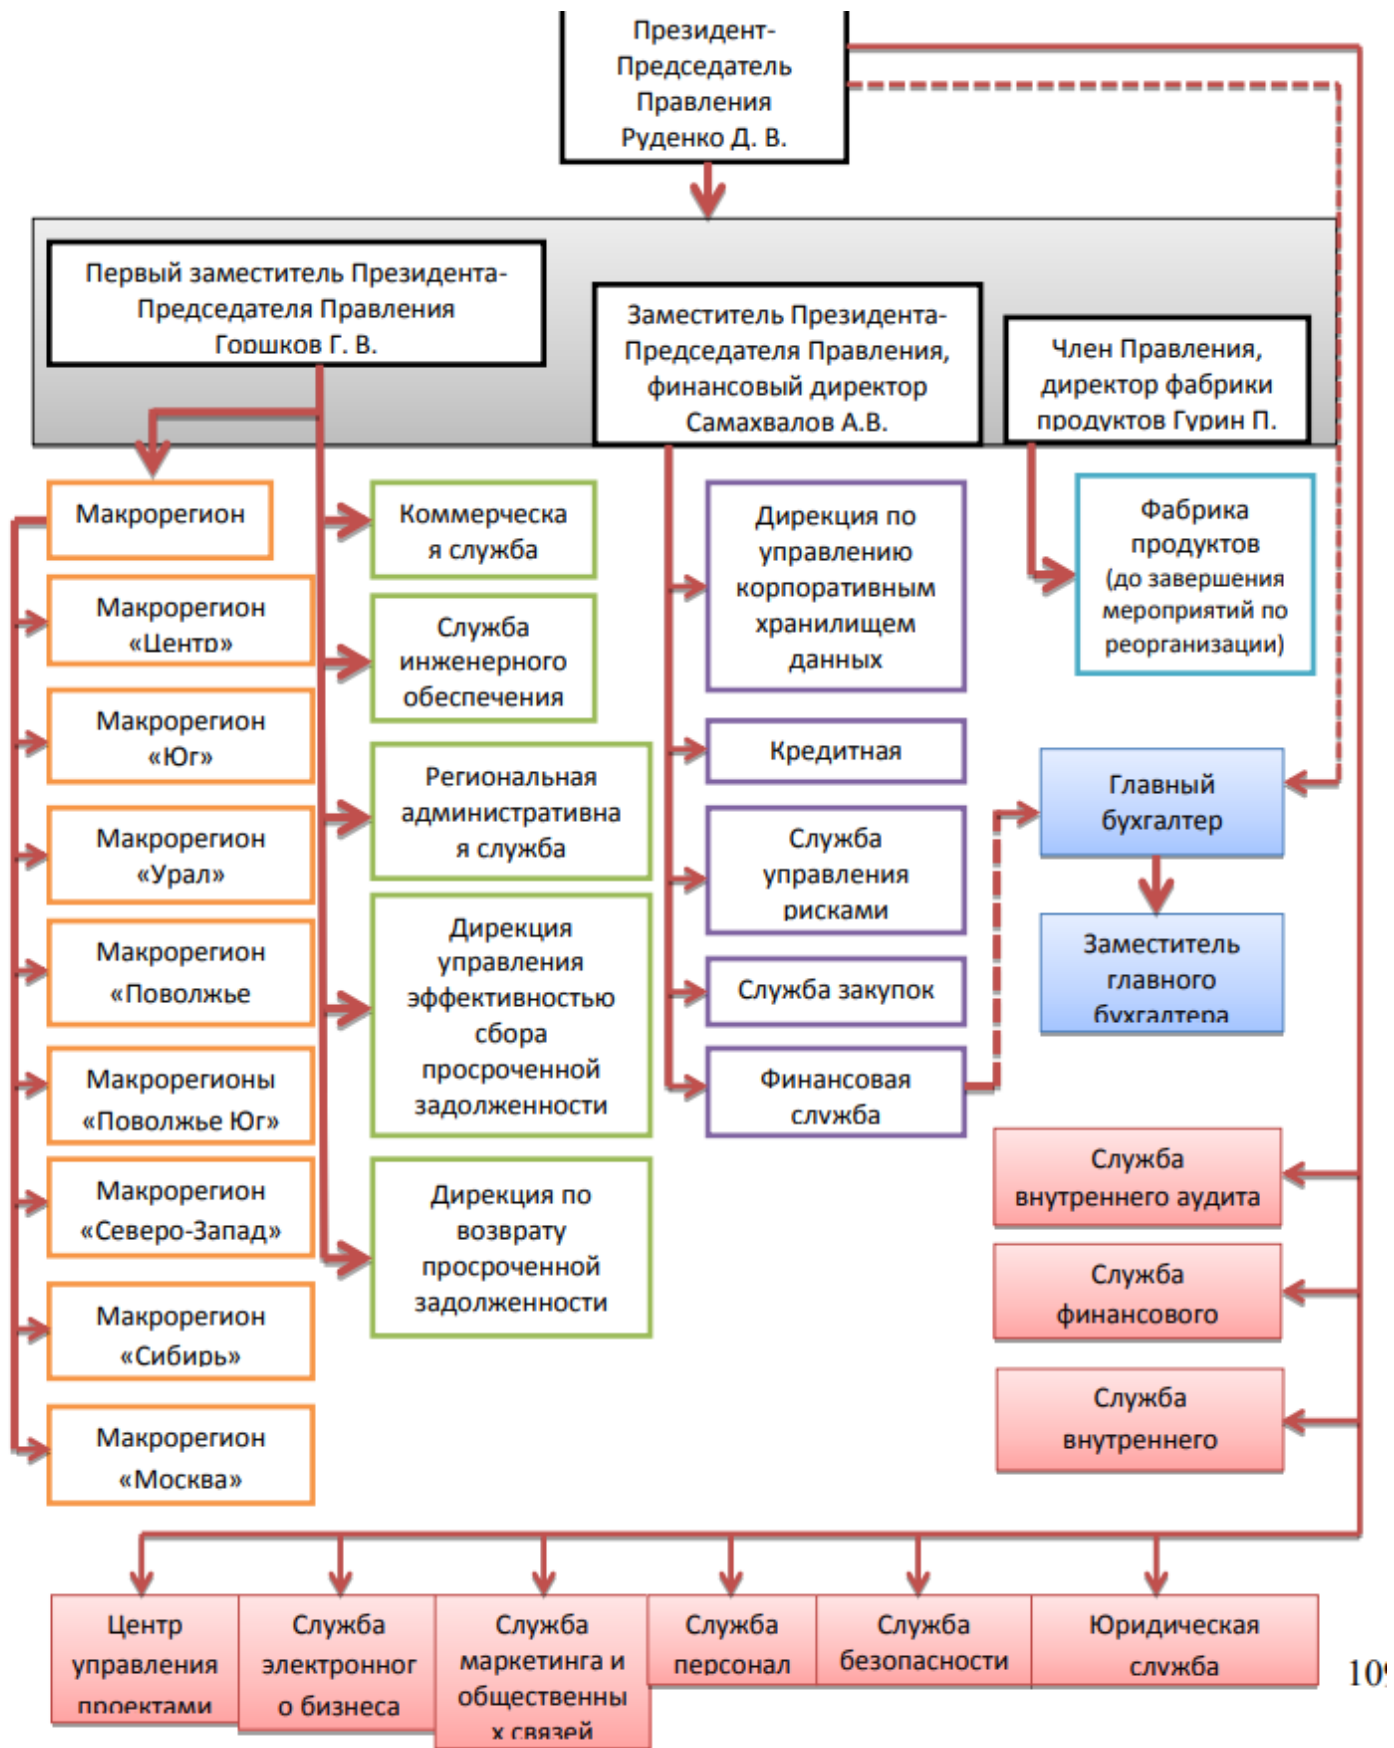 Президент-
Председатель
Правления
Руденко Д. В.
Первый заместитель Президента-
Председателя Правления
Горшков Г. В.
Заместитель Президента-
Председателя Правления,
финансовый директор
Самахвалов А.В.
Член Правления,
директор фабрики
продуктов Гурин П.
Макрорегион
Макрорегион
«Центр»
Макрорегион
«Юг»
Макрорегион
«Урал»
Макрорегион
«Поволжье
Макрорегионы
«Поволжье Юг»
Макрорегион
«Северо-Запад»
Макрорегион
«Сибирь»
Макрорегион
«Москва»
Коммерческа
я служба
Служба
инженерного
обеспечения
Региональная
административна
я служба
Дирекция
управления
эффективностью
сбора
просроченной
задолженности
Дирекция по
возврату
просроченной
задолженности
Дирекция по
управлению
корпоративным
хранилищем
данных
Кредитная
Служба
управления
рисками
Служба закупок
Финансовая
служба
Фабрика
продуктов
(до завершения
мероприятий по
реорганизации)
Главный
бухгалтер
Заместитель
главного
бухгалтера
Служба
внутреннего аудита
Служба
финансового
Служба
внутреннего
Центр
управления
проектами
Служба
электронног
о бизнеса
Служба
маркетинга и
общественны
х связей
Служба
персонал
Служба
безопасности
Юридическая
служба
109